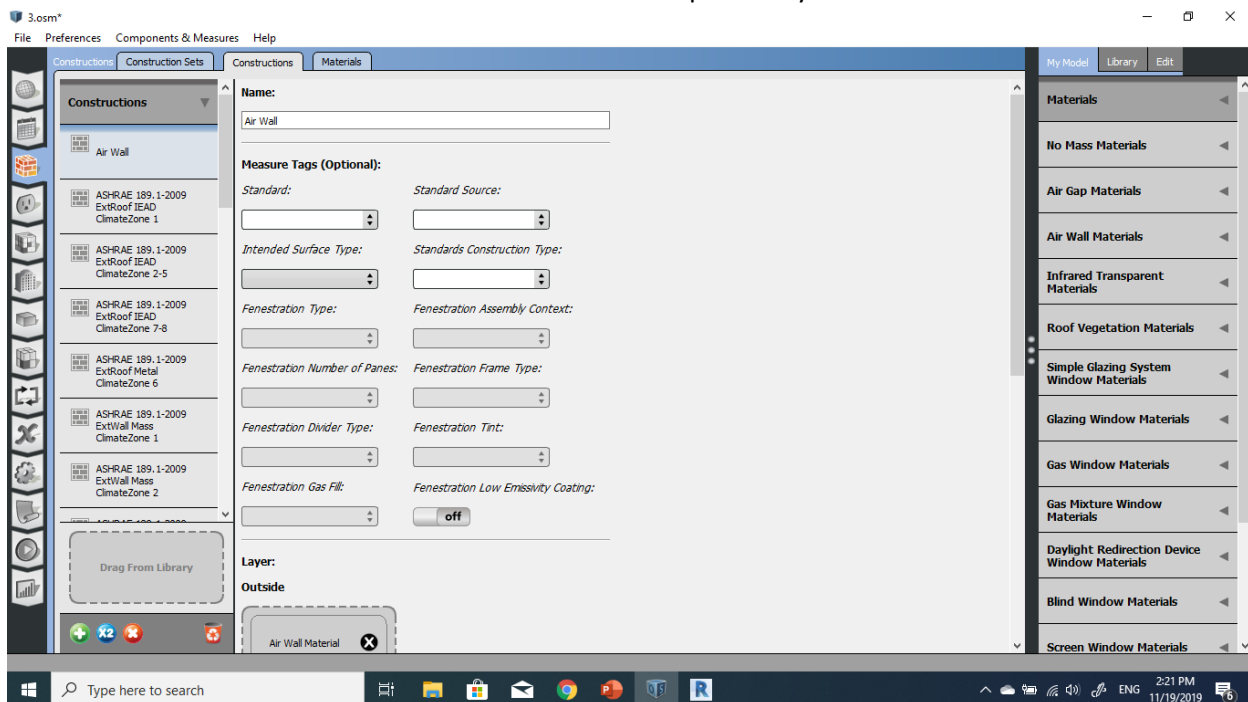 3.osm*
File Preferences Components & Measures Help
Constructions Construction Sets Constructions Materials
My Model Library Edit
Constructions
Air Wall
ASHRAE 189.1-2009
ExtRoof IEAD
ClimateZone 1
ASHRAE 189.1-2009
ExtRoof IEAD
ClimateZone 2-5
ASHRAE 189.1-2009
ExtRoof IEAD
ClimateZone 7-8
ASHRAE 189.1-2009
ExtRoof Metal
ClimateZone 6
ASHRAE 189.1-2009
ExtWall Mass
ClimateZone 1
ASHRAE 189.1-2009
ExtWall Mass
ClimateZone 2
Drag From Library
X2
Name:
Air Wall
Measure Tags (Optional):
Standard: Standard Source:
Intended Surface Type: Standards Construction Type:
Fenestration Type: Fenestration Assembly Context:
Fenestration Number of Panes: Fenestration Frame Type:
Fenestration Divider Type: Fenestration Tint:
Fenestration Gas Fill: Fenestration Low Emissivity Coating:
off
Layer:
Outside
Air Wall Material
Materials
No Mass Materials
Air Gap Materials
Air Wall Materials
Infrared Transparent
Materials
Roof Vegetation Materials
Simple Glazing System
Window Materials
Glazing Window Materials
Gas Window Materials
Gas Mixture Window
Materials
Daylight Redirection Device
Window Materials
Blind Window Materials
Screen Window Materials
Type here to search
R
ENG
2:21 PM
11/19/2019
6